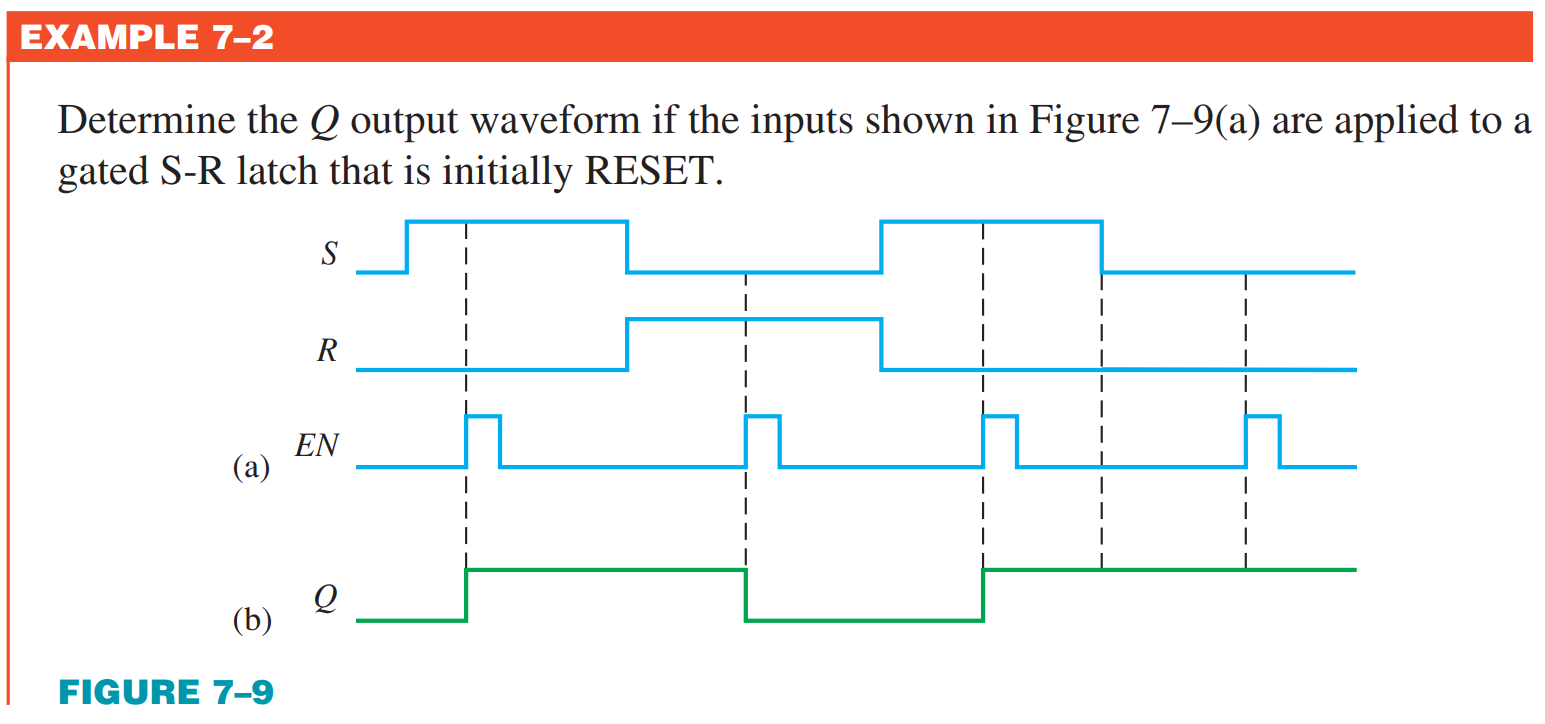 EXAMPLE 7–2
Determine the Q output waveform if the inputs shown in Figure 7–9(a) are applied to a
gated S-R latch that is initially RESET.
S
R
EN
(a)
Q
(b)
FIGURE 7–9